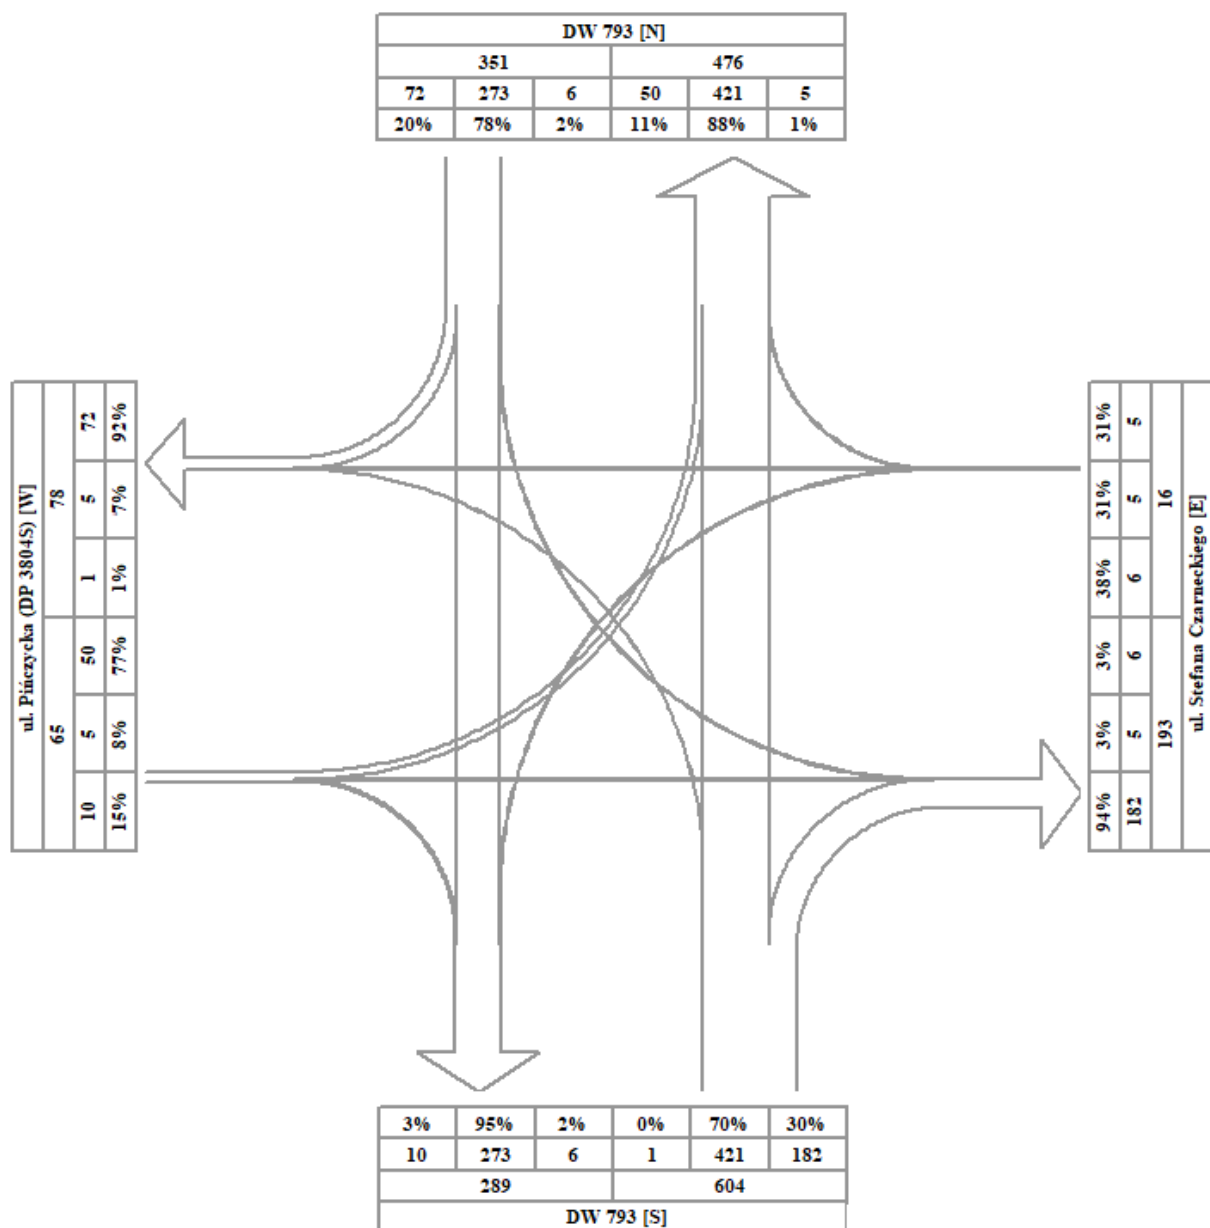 DW 793 [N]
351 476
72 273 6 50 421 5
20% 78% 2% 11% 88% 1%
ul. Pińczycka (DP 3804S) [W]
65 78
10 5 50 1 5 72
15% 8% 77% 1% 7% 92%
94% 3% 3% 38% 31% 31%
182 5 6 6 5 5
193 16
ul. Stefana Czarneckiego [E]
3% 95% 2% 0% 70% 30%
10 273 6 1 421 182
289 604
DW 793 [S]